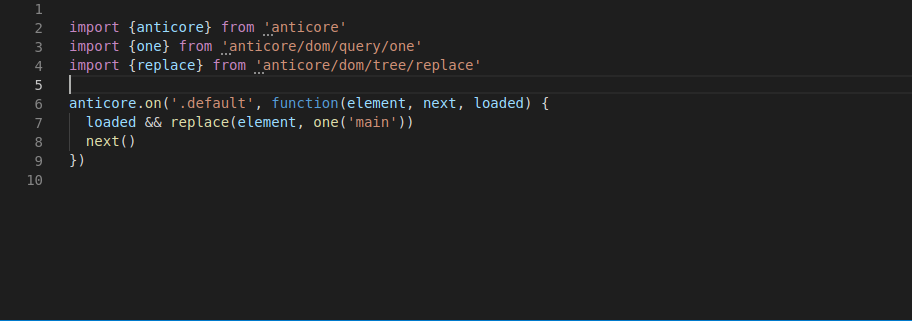 1
2 import {anticore} from 'anticore'
3 import {one} from 'anticore/dom/query/one'
4 import {replace} from 'anticore/dom/tree/replace'
5
6 anticore.on('.default', function(element, next, loaded) {
7   loaded && replace(element, one('main'))
8   next()
9 })
10